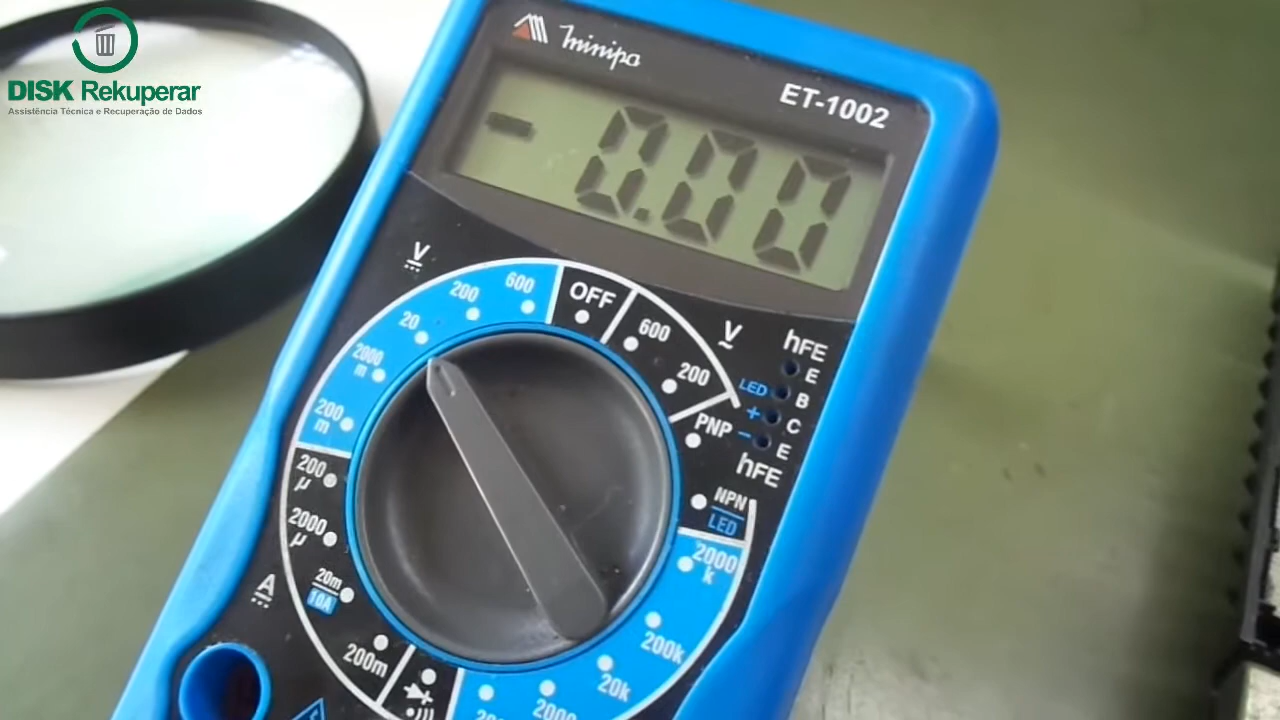 DISK Rekuperar
Assistência Técnica e Recuperação de Dados
minipa
ET-1002
- 0.00
V
600
200
20
2000
m
200
m
OFF
600
200
V
hFE
E
B
C
E
LED
+
-
hFE
PNP
NPN
LED
200
µ
2000
µ
20m
10A
200m
A
2000
k
200k
20k
2000